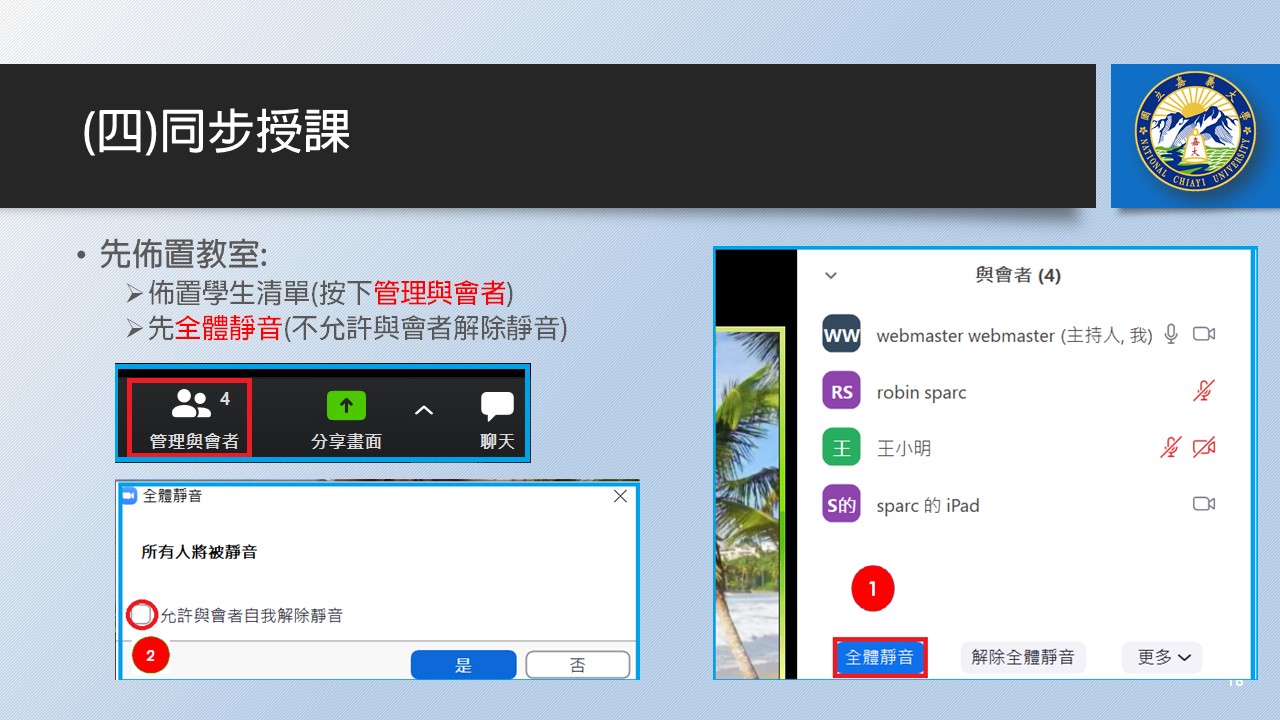 (四)同步授課
國立嘉義大學
嘉大
NATIONAL CHIAYI UNIVERSITY
• 先佈置教室:
➢佈置學生清單(按下管理與會者)
➢先全體靜音(不允許與會者解除靜音)
4
管理與會者 分享畫面 聊天
全體靜音
所有人將被靜音
允許與會者自我解除靜音
2
是 否
與會者 (4)
WW webmaster webmaster (主持人, 我)
RS robin sparc
王 王小明
S的 sparc 的 iPad
1
全體靜音 解除全體靜音 更多